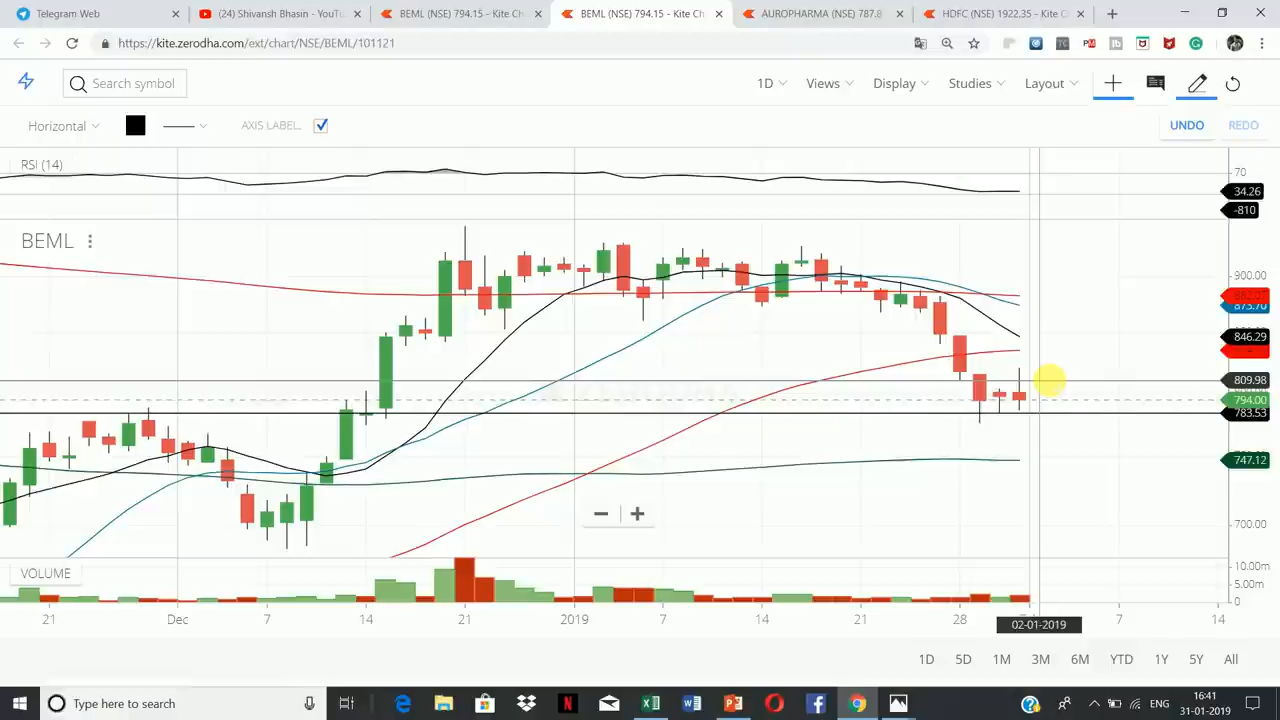 Telegram Web
(24) Shivansh Bhasin - YouTu
BEML (NSE) 794.15 - Kite Ch
BEML (NSE) 794.15 - Kite Cha
AUROPHARMA (NSE) 787.8
HDFC (NSE) 1922.35 - Kite C
https://kite.zerodha.com/ext/chart/NSE/BEML/101121
Search symbol
1D
Views
Display
Studies
Layout
Horizontal
AXIS LABEL:
UNDO
REDO
RSI (14)
70
34.26
-810
BEML
900.00
882.07
873.70
846.29
809.98
794.00
783.53
747.12
700.00
VOLUME
10.00m
5.00m
0
21
Dec
7
14
21
2019
7
14
21
28
7
14
02-01-2019
1D
5D
1M
3M
6M
YTD
1Y
5Y
All
Type here to search
ENG
16:41
31-01-2019